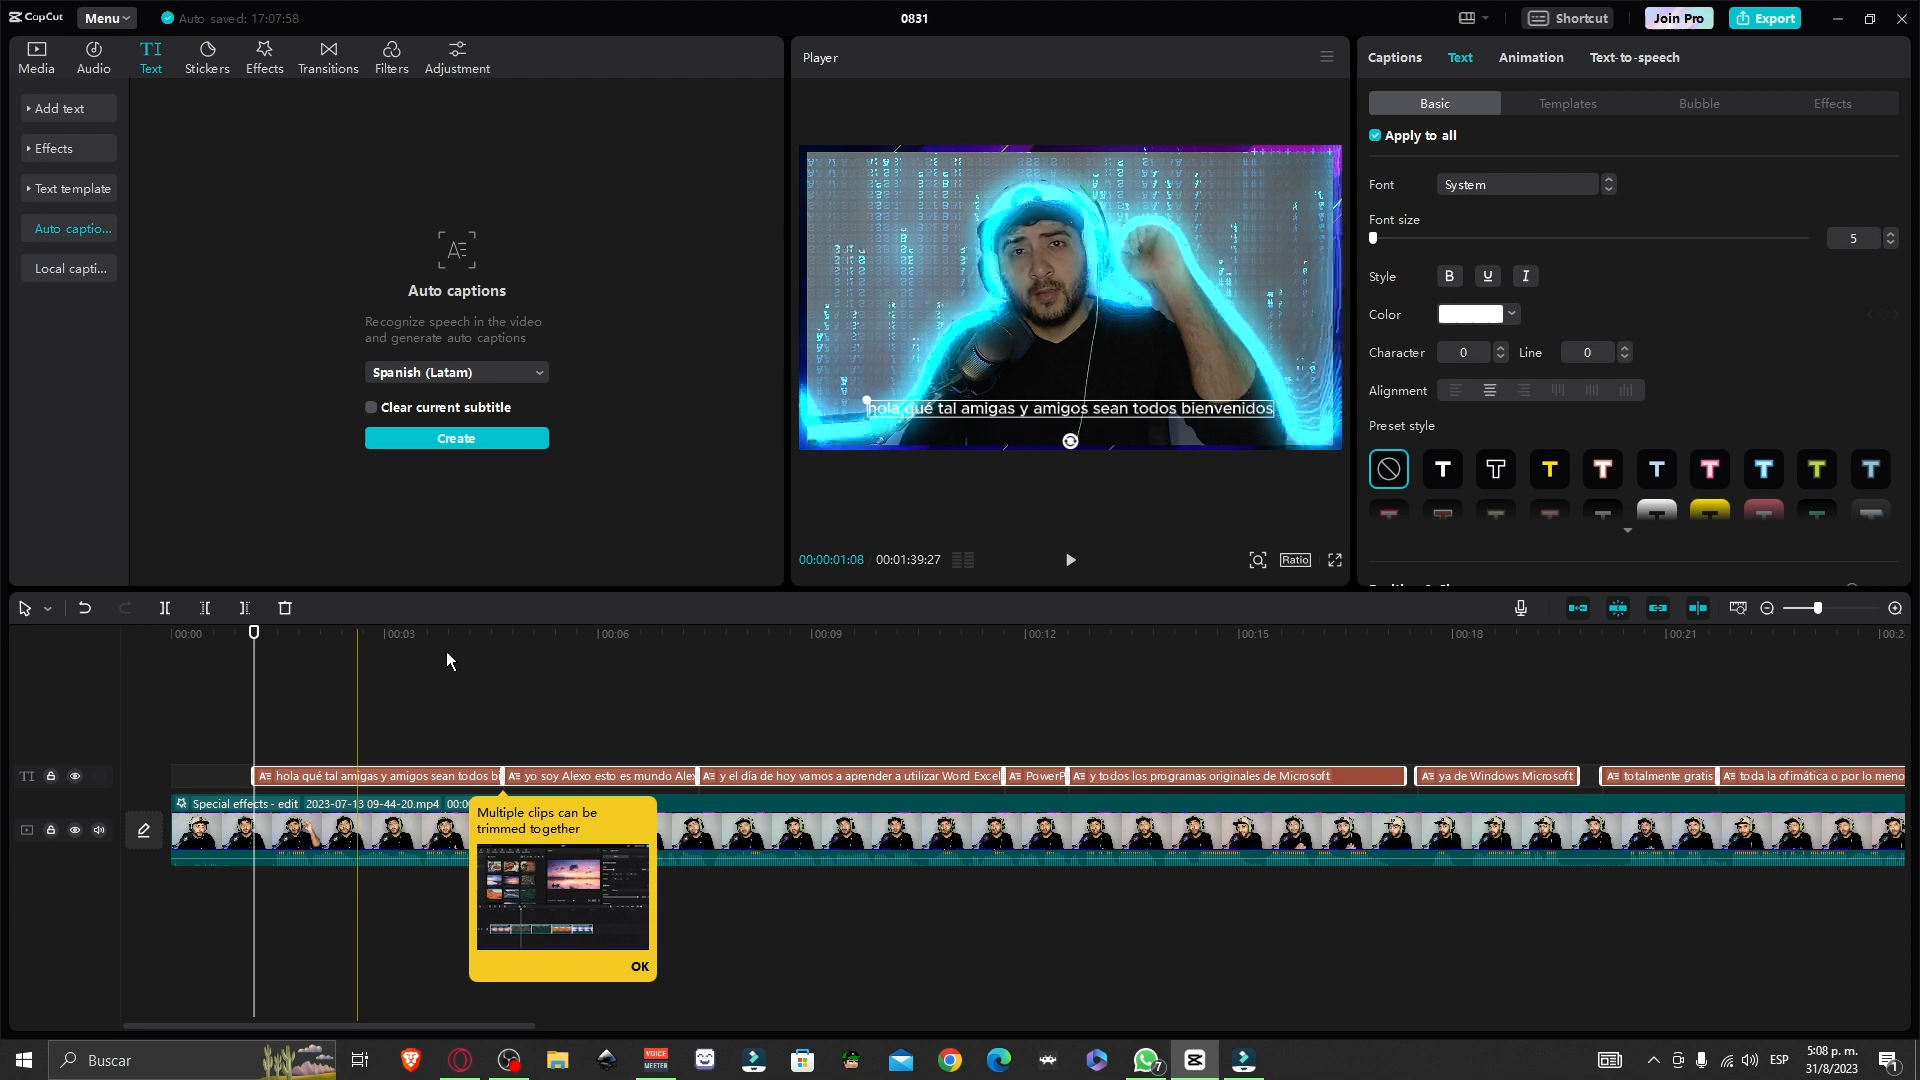 CapCut
Menu
Auto saved: 17:07:58
0831
Shortcut
Join Pro
Export
Media
Audio
TI
Text
Stickers
Effects
Transitions
Filters
Adjustment
Add text
Effects
Text template
Auto captio...
Local capti...
Auto captions
Recognize speech in the video
and generate auto captions
Spanish (Latam)
Clear current subtitle
Create
Player
hola qué tal amigas y amigos sean todos bienvenidos
00:00:01:08
00:01:39:27
Ratio
Captions
Text
Animation
Text-to-speech
Basic
Templates
Bubble
Effects
Apply to all
Font
System
Font size
5
Style
B U I
Color
Character
0
Line
0
Alignment
Preset style
00:00
00:03
00:06
00:09
00:12
00:15
00:18
00:21
00:2
hola qué tal amigas y amigos sean todos bi
yo soy Alexo esto es mundo Alex
y el día de hoy vamos a aprender a utilizar Word Excel
PowerP
y todos los programas originales de Microsoft
ya de Windows Microsoft
totalmente gratis
toda la ofimática o por lo meno
Special effects - edit
2023-07-13 09-44-20.mp4
00:0
Multiple clips can be
trimmed together
OK
Buscar
VOICE
MEETER
7
ESP
5:08 p. m.
31/8/2023
1